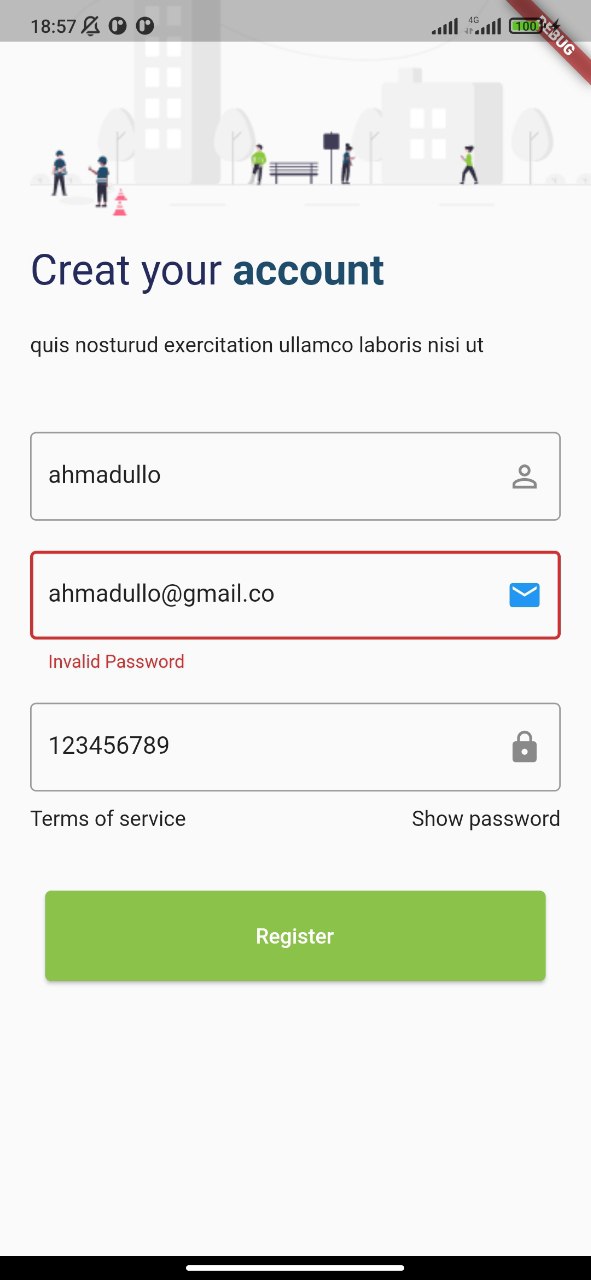 18:57
4G
100
DEBUG
Creat your account
quis nosturud exercitation ullamco laboris nisi ut
ahmadullo
ahmadullo@gmail.co
Invalid Password
123456789
Terms of service Show password
Register